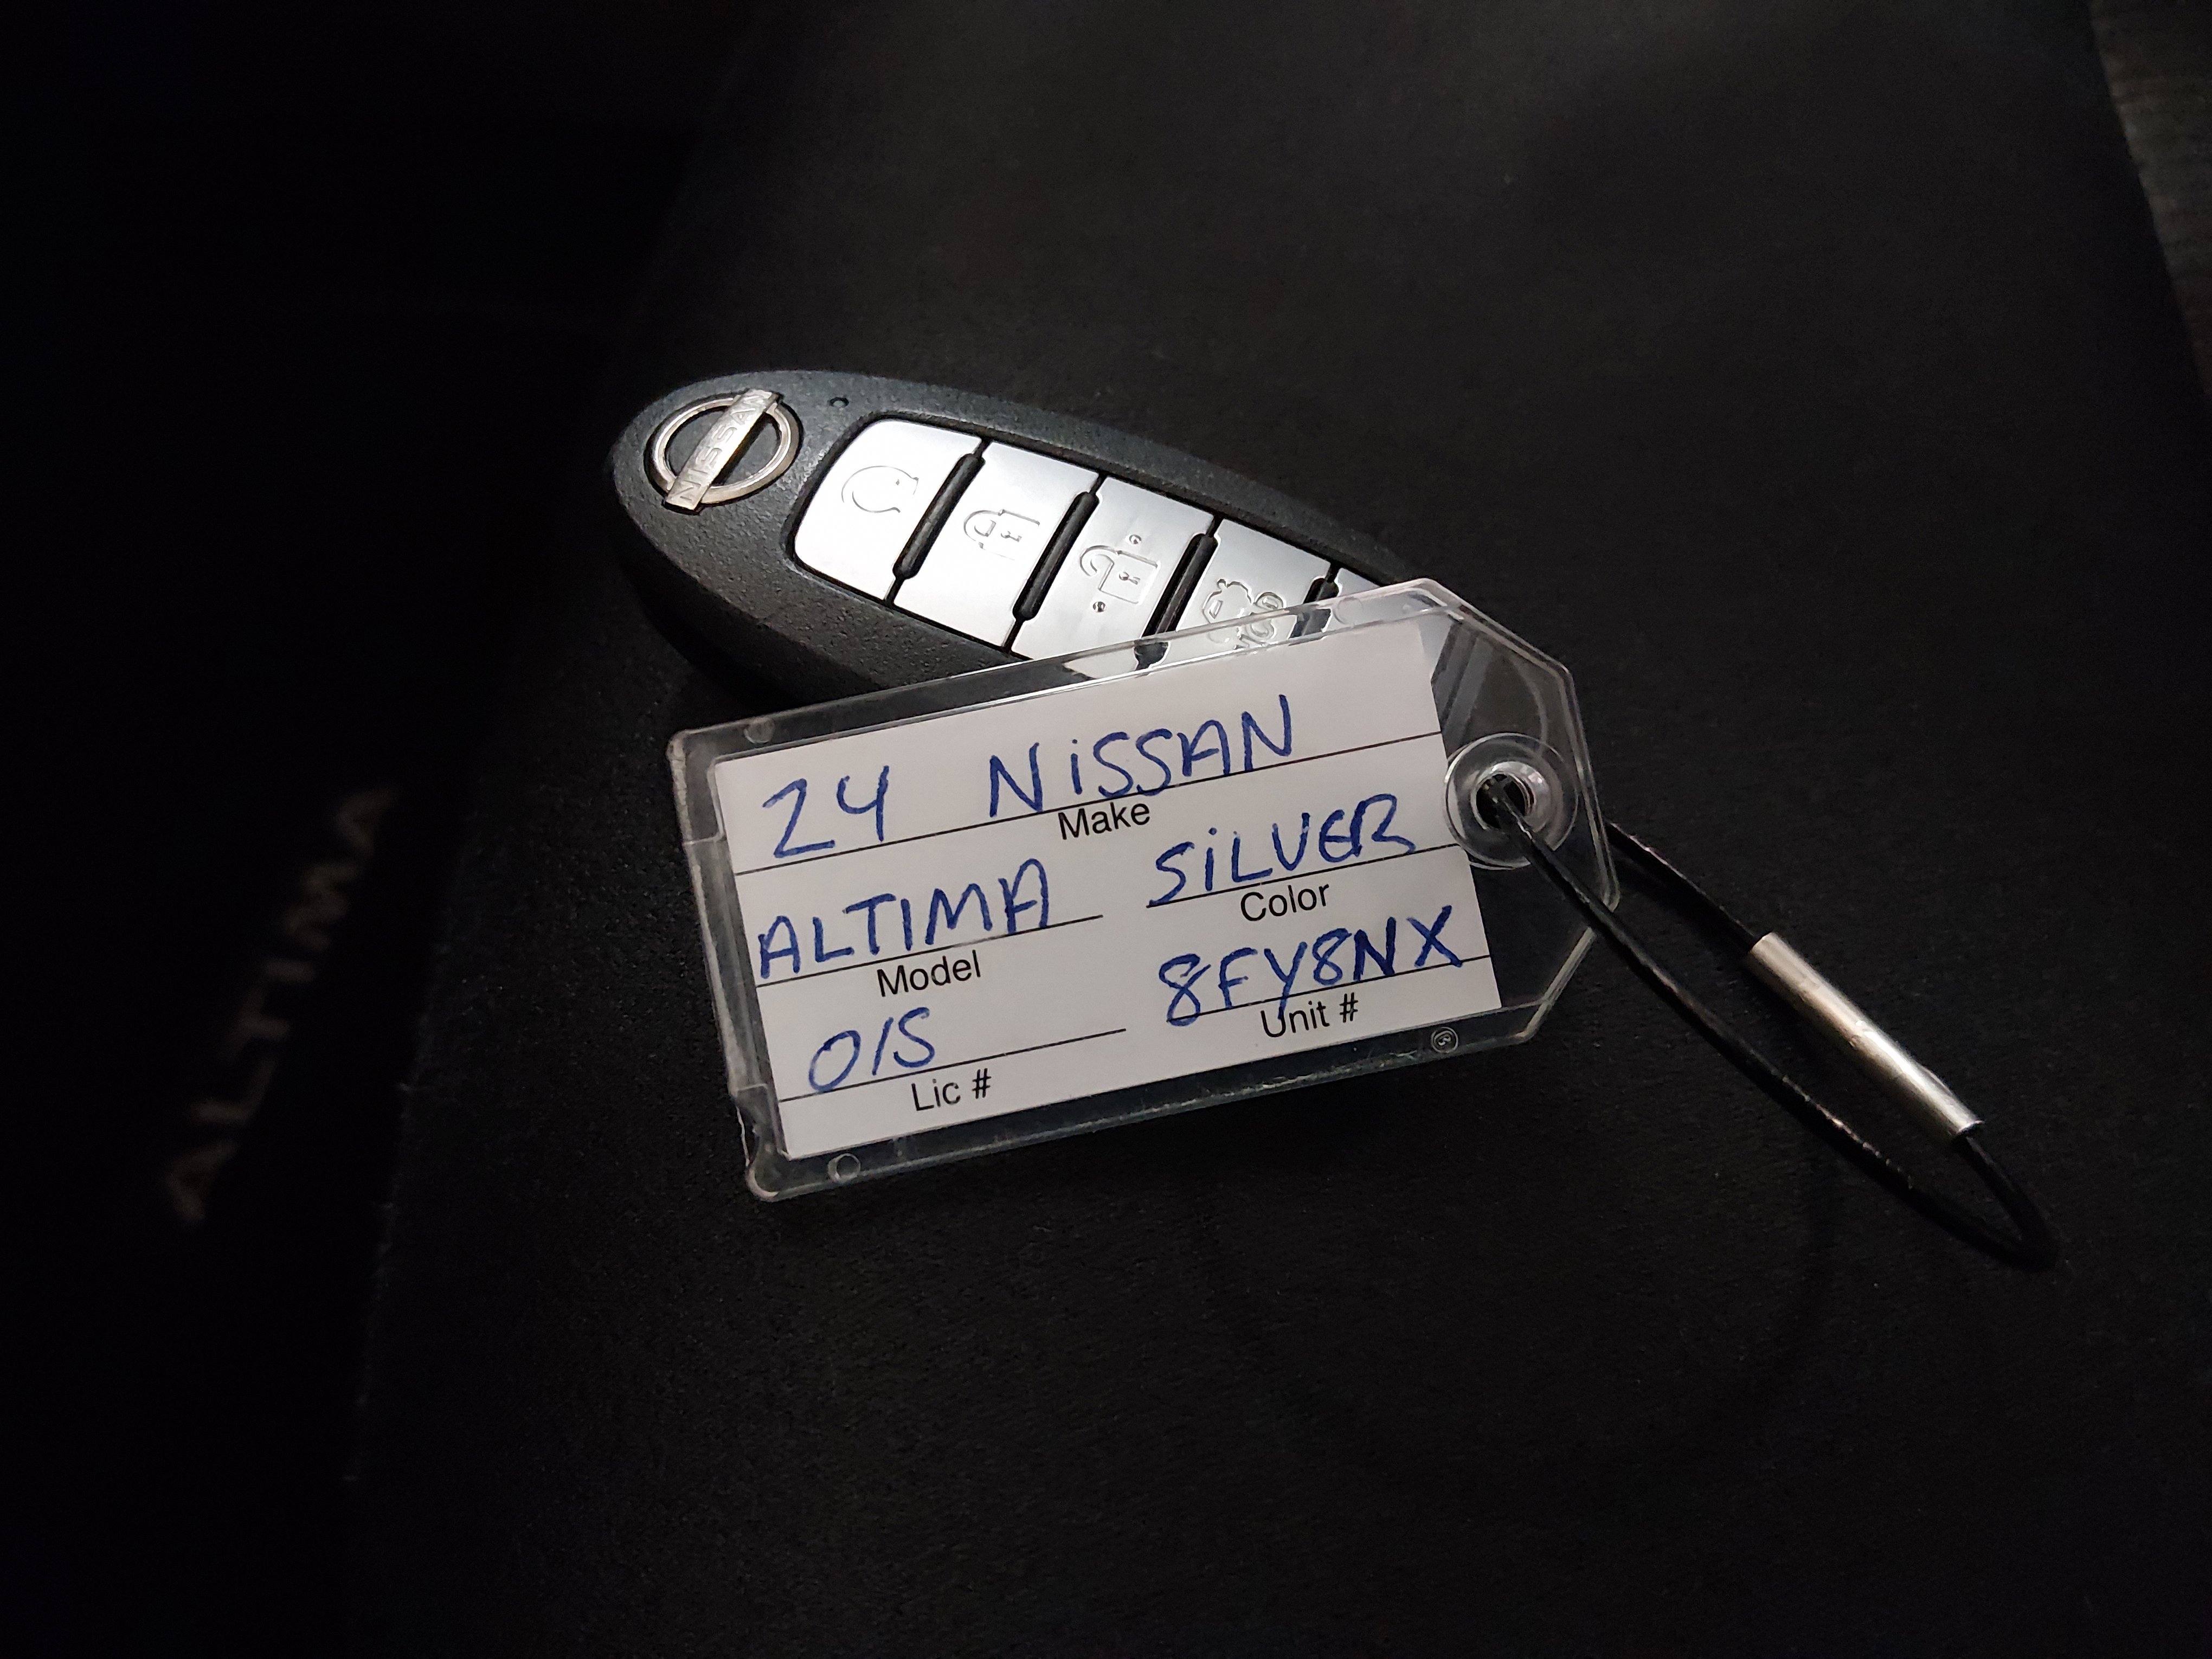 NISSAN
24 NISSAN
Make
ALTIMA SILVER
Model Color
O/S 8FY8NX
Lic # Unit #
ALTIMA